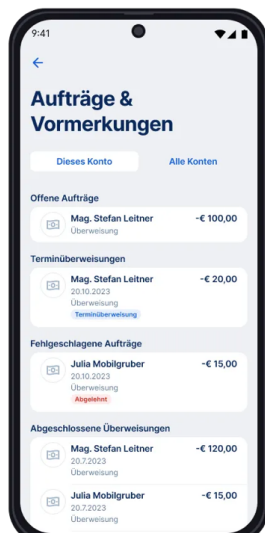 9:41
Aufträge &
Vormerkungen
Dieses Konto Alle Konten
Offene Aufträge
Mag. Stefan Leitner -€ 100,00
Überweisung
Terminüberweisungen
Mag. Stefan Leitner -€ 20,00
20.10.2023
Überweisung
Terminüberweisung
Fehlgeschlagene Aufträge
Julia Mobilgruber -€ 15,00
20.10.2023
Überweisung
Abgelehnt
Abgeschlossene Überweisungen
Mag. Stefan Leitner -€ 120,00
20.7.2023
Überweisung
Julia Mobilgruber -€ 15,00
20.7.2023
Überweisung